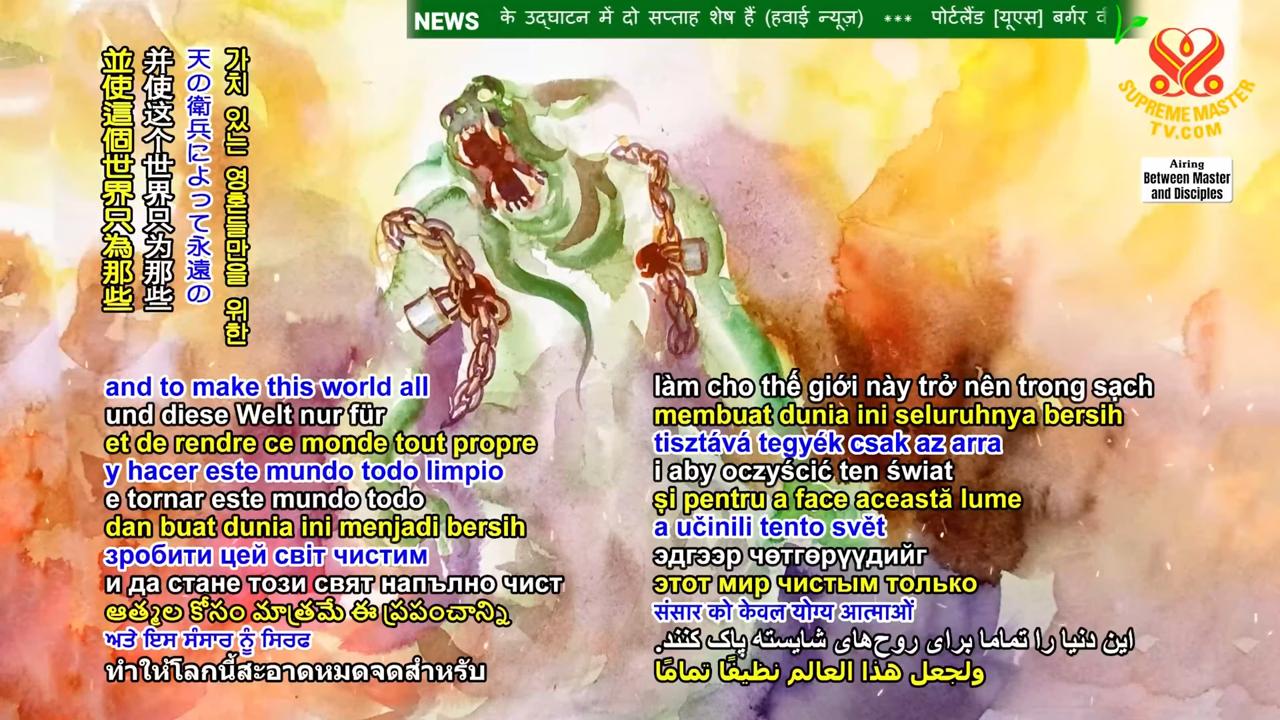 NEWS के उद्घाटन में दो सप्ताह शेष हैं (हवाई न्यूज़) *** पोर्टलैंड [यूएस] बर्गर
SUPREME MASTER
TV.COM
Airing
Between Master
and Disciples
가치 있는 영혼들만을 위한
天の衛兵によって永遠の
并使这个世界只为那些
並使這個世界只為那些
and to make this world all
und diese Welt nur für
et de rendre ce monde tout propre
y hacer este mundo todo limpio
e tornar este mundo todo
dan buat dunia ini menjadi bersih
зробити цей світ чистим
и да стане този свят напълно чист
ఆత్మల కోసం మాత్రమే ఈ ప్రపంచాన్ని
ਅਤੇ ਇਸ ਸੰਸਾਰ ਨੂੰ ਸਿਰਫ
ทำให้โลกนี้สะอาดหมดจดสำหรับ
làm cho thế giới này trở nên trong sạch
membuat dunia ini seluruhnya bersih
tisztává tegyék csak az arra
i aby oczyścić ten świat
și pentru a face această lume
a učinili tento svět
эдгээр чөтгөрүүдийг
этот мир чистым только
संसार को केवल योग्य आत्माओं
این دنیا را تماما برای روح‌های شایسته پاک کنند.
ولجعل هذا العالم نظيفًا تمامًا